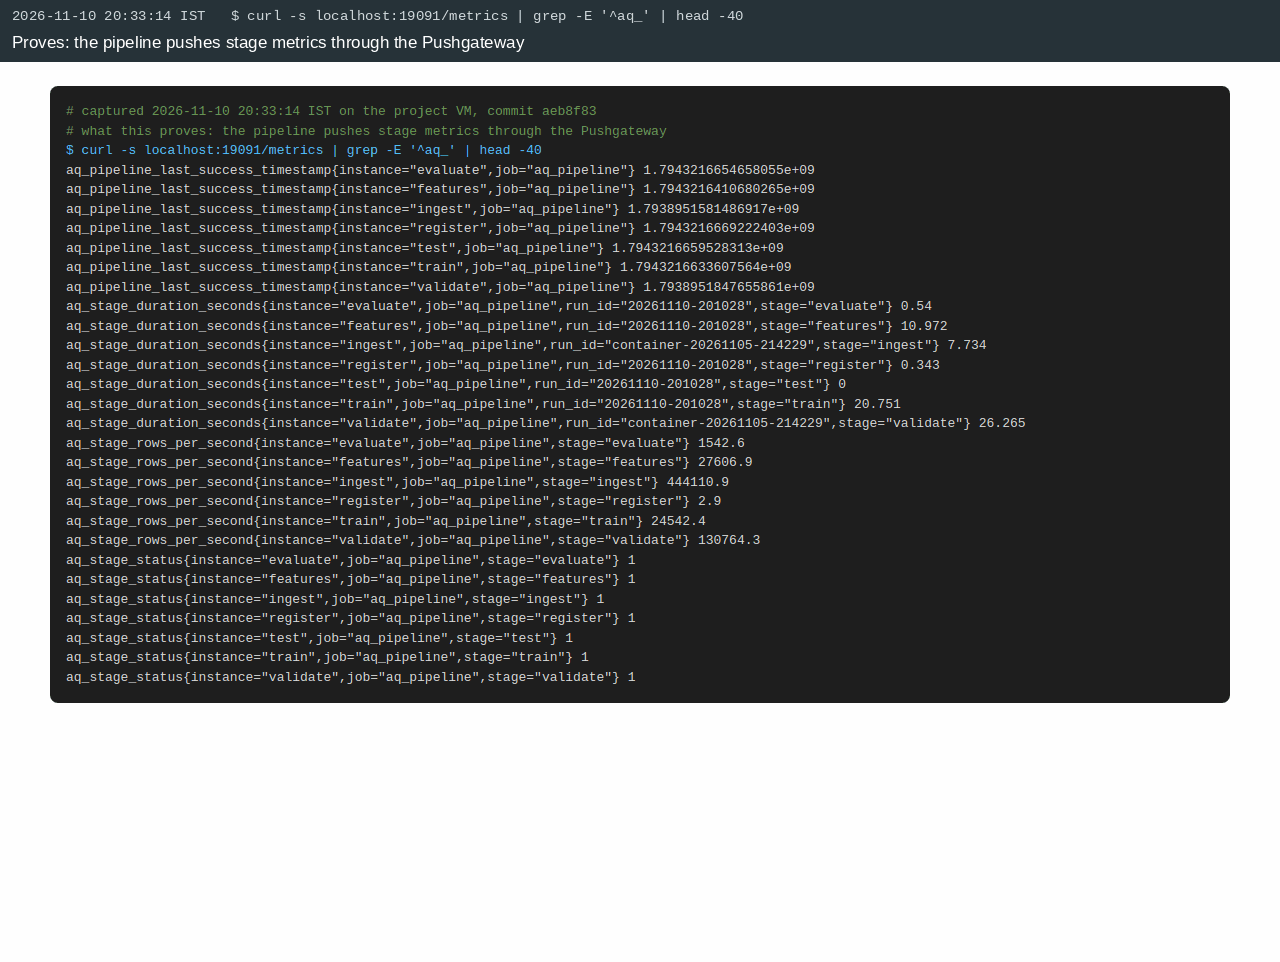 2026-11-10 20:33:14 IST   $ curl -s localhost:19091/metrics | grep -E '^aq_' | head -40
Proves: the pipeline pushes stage metrics through the Pushgateway
# captured 2026-11-10 20:33:14 IST on the project VM, commit aeb8f83
# what this proves: the pipeline pushes stage metrics through the Pushgateway
$ curl -s localhost:19091/metrics | grep -E '^aq_' | head -40
aq_pipeline_last_success_timestamp{instance="evaluate",job="aq_pipeline"} 1.7943216654658055e+09
aq_pipeline_last_success_timestamp{instance="features",job="aq_pipeline"} 1.7943216410680265e+09
aq_pipeline_last_success_timestamp{instance="ingest",job="aq_pipeline"} 1.7938951581486917e+09
aq_pipeline_last_success_timestamp{instance="register",job="aq_pipeline"} 1.7943216669222403e+09
aq_pipeline_last_success_timestamp{instance="test",job="aq_pipeline"} 1.7943216659528313e+09
aq_pipeline_last_success_timestamp{instance="train",job="aq_pipeline"} 1.7943216633607564e+09
aq_pipeline_last_success_timestamp{instance="validate",job="aq_pipeline"} 1.7938951847655861e+09
aq_stage_duration_seconds{instance="evaluate",job="aq_pipeline",run_id="20261110-201028",stage="evaluate"} 0.54
aq_stage_duration_seconds{instance="features",job="aq_pipeline",run_id="20261110-201028",stage="features"} 10.972
aq_stage_duration_seconds{instance="ingest",job="aq_pipeline",run_id="container-20261105-214229",stage="ingest"} 7.734
aq_stage_duration_seconds{instance="register",job="aq_pipeline",run_id="20261110-201028",stage="register"} 0.343
aq_stage_duration_seconds{instance="test",job="aq_pipeline",run_id="20261110-201028",stage="test"} 0
aq_stage_duration_seconds{instance="train",job="aq_pipeline",run_id="20261110-201028",stage="train"} 20.751
aq_stage_duration_seconds{instance="validate",job="aq_pipeline",run_id="container-20261105-214229",stage="validate"} 26.265
aq_stage_rows_per_second{instance="evaluate",job="aq_pipeline",stage="evaluate"} 1542.6
aq_stage_rows_per_second{instance="features",job="aq_pipeline",stage="features"} 27606.9
aq_stage_rows_per_second{instance="ingest",job="aq_pipeline",stage="ingest"} 444110.9
aq_stage_rows_per_second{instance="register",job="aq_pipeline",stage="register"} 2.9
aq_stage_rows_per_second{instance="train",job="aq_pipeline",stage="train"} 24542.4
aq_stage_rows_per_second{instance="validate",job="aq_pipeline",stage="validate"} 130764.3
aq_stage_status{instance="evaluate",job="aq_pipeline",stage="evaluate"} 1
aq_stage_status{instance="features",job="aq_pipeline",stage="features"} 1
aq_stage_status{instance="ingest",job="aq_pipeline",stage="ingest"} 1
aq_stage_status{instance="register",job="aq_pipeline",stage="register"} 1
aq_stage_status{instance="test",job="aq_pipeline",stage="test"} 1
aq_stage_status{instance="train",job="aq_pipeline",stage="train"} 1
aq_stage_status{instance="validate",job="aq_pipeline",stage="validate"} 1